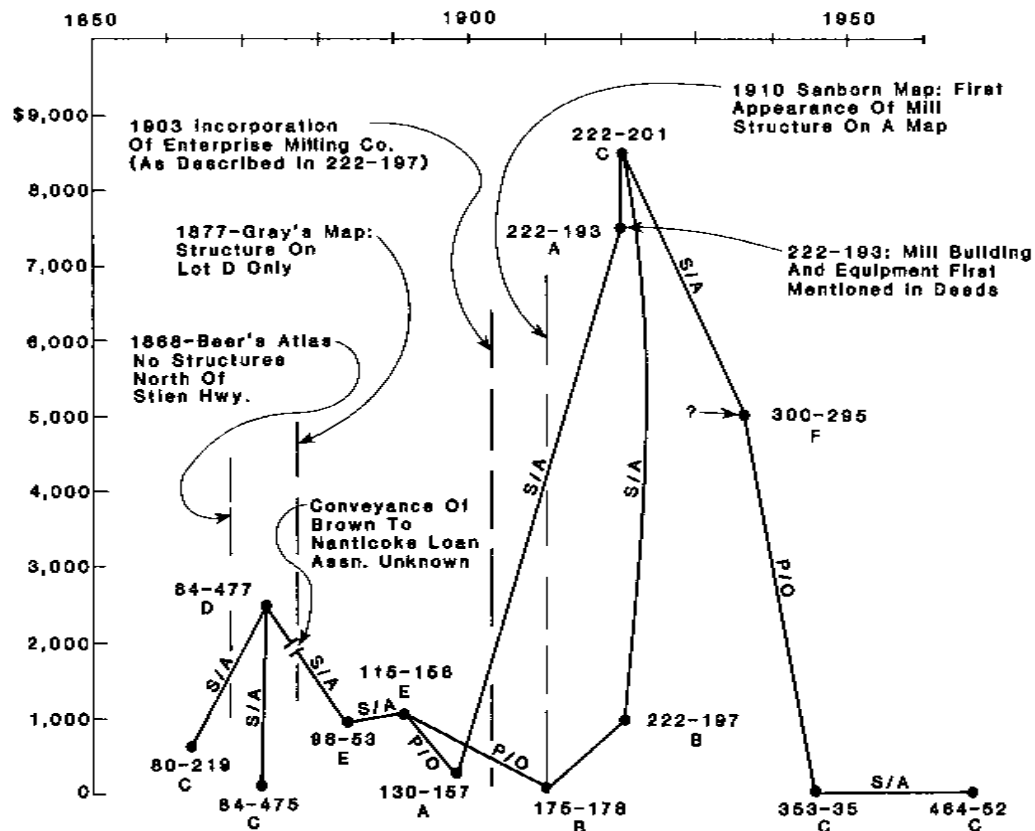 1850
1900
1950
$9,000
8,000
7,000
6,000
5,000
4,000
3,000
2,000
1,000
0
1903 Incorporation
Of Enterprise Milling Co.
(As Described In 222-197)
1910 Sanborn Map: First
Appearance Of Mill
Structure On A Map
222-201
C
1877-Gray's Map:
Structure On
Lot D Only
222-193
A
222-193: Mill Building
And Equipment First
Mentioned In Deeds
1868-Beer's Atlas
No Structures
North Of
Stien Hwy.
S/A
?
300-295
F
S/A
S/A
Conveyance Of
Brown To
Nanticoke Loan
Assn. Unknown
84-477
D
P/O
S/A
S/A
S/A
115-156
E
S/A
98-53
E
P/O
P/O
222-197
B
80-219
C
84-475
C
130-157
A
175-178
B
S/A
353-35
C
464-52
C